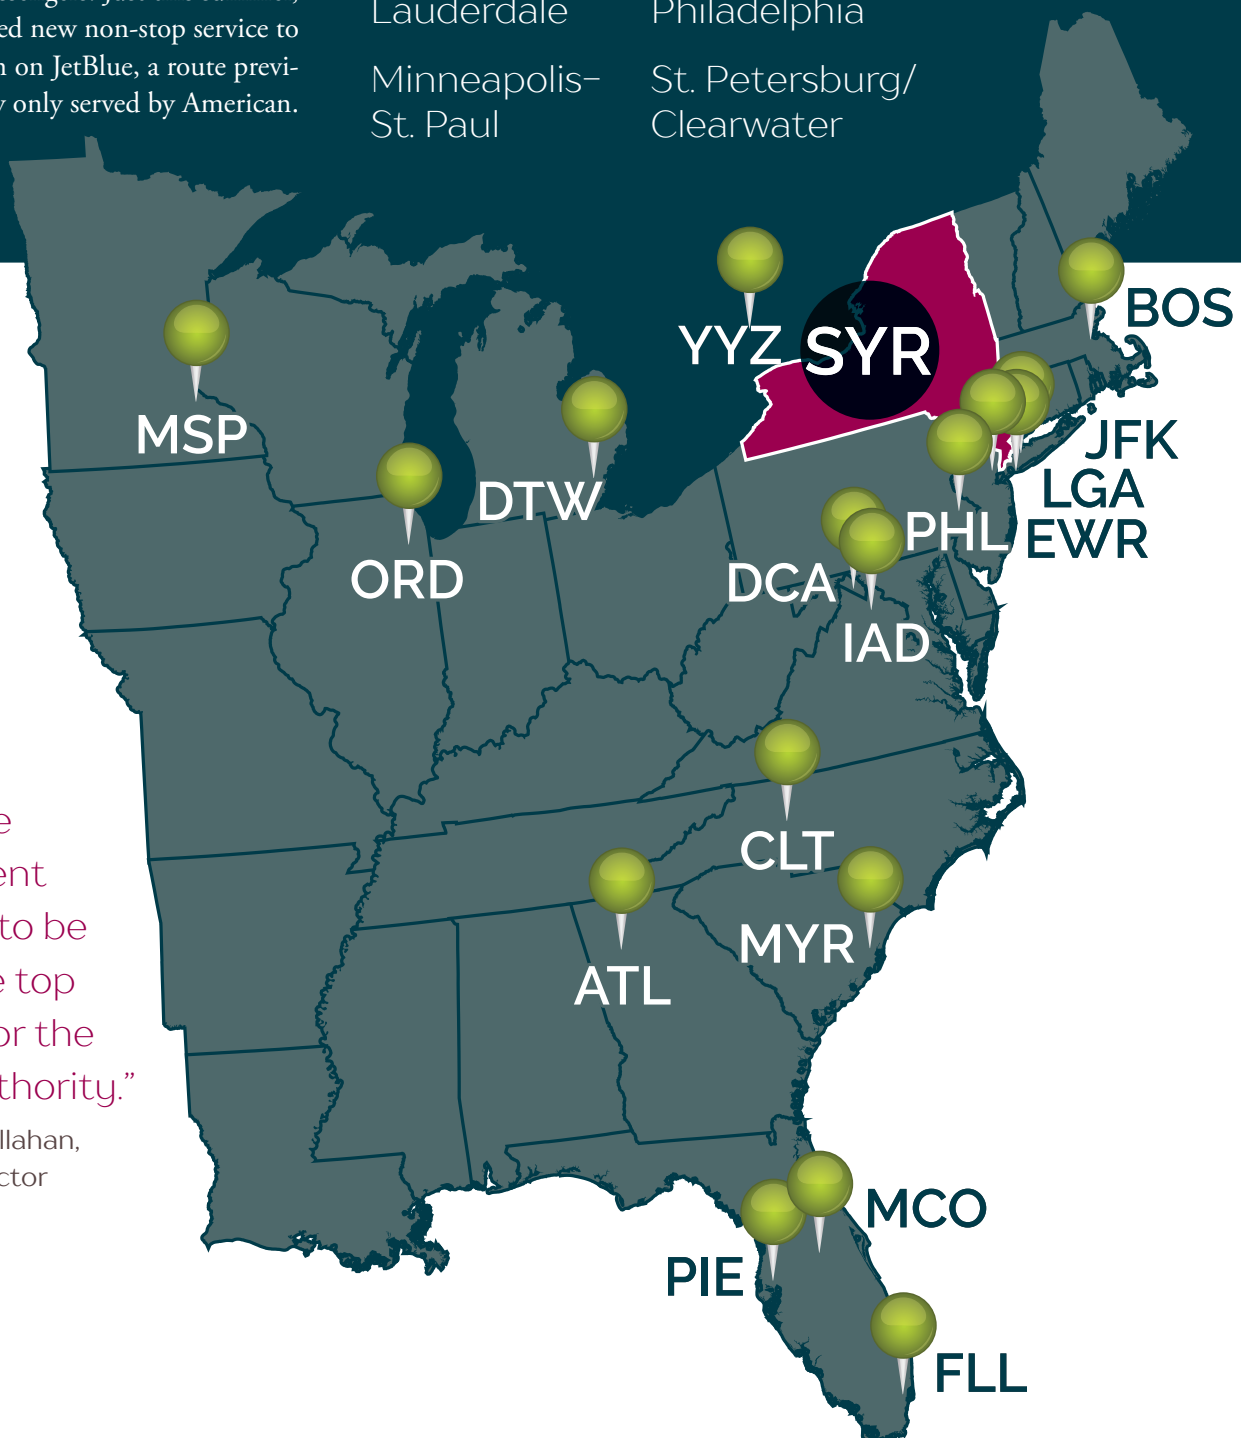 ed new non-stop service to
on JetBlue, a route previ-
only served by American.
Lauderdale
Minneapolis–
St. Paul
Philadelphia
St. Petersburg/
Clearwater
YYZ
SYR
BOS
MSP
DTW
ORD
JFK
LGA
EWR
PHL
DCA
IAD
CLT
MYR
ATL
MCO
PIE
FLL
to be
top
or the
thority.”
llahan,
ctor